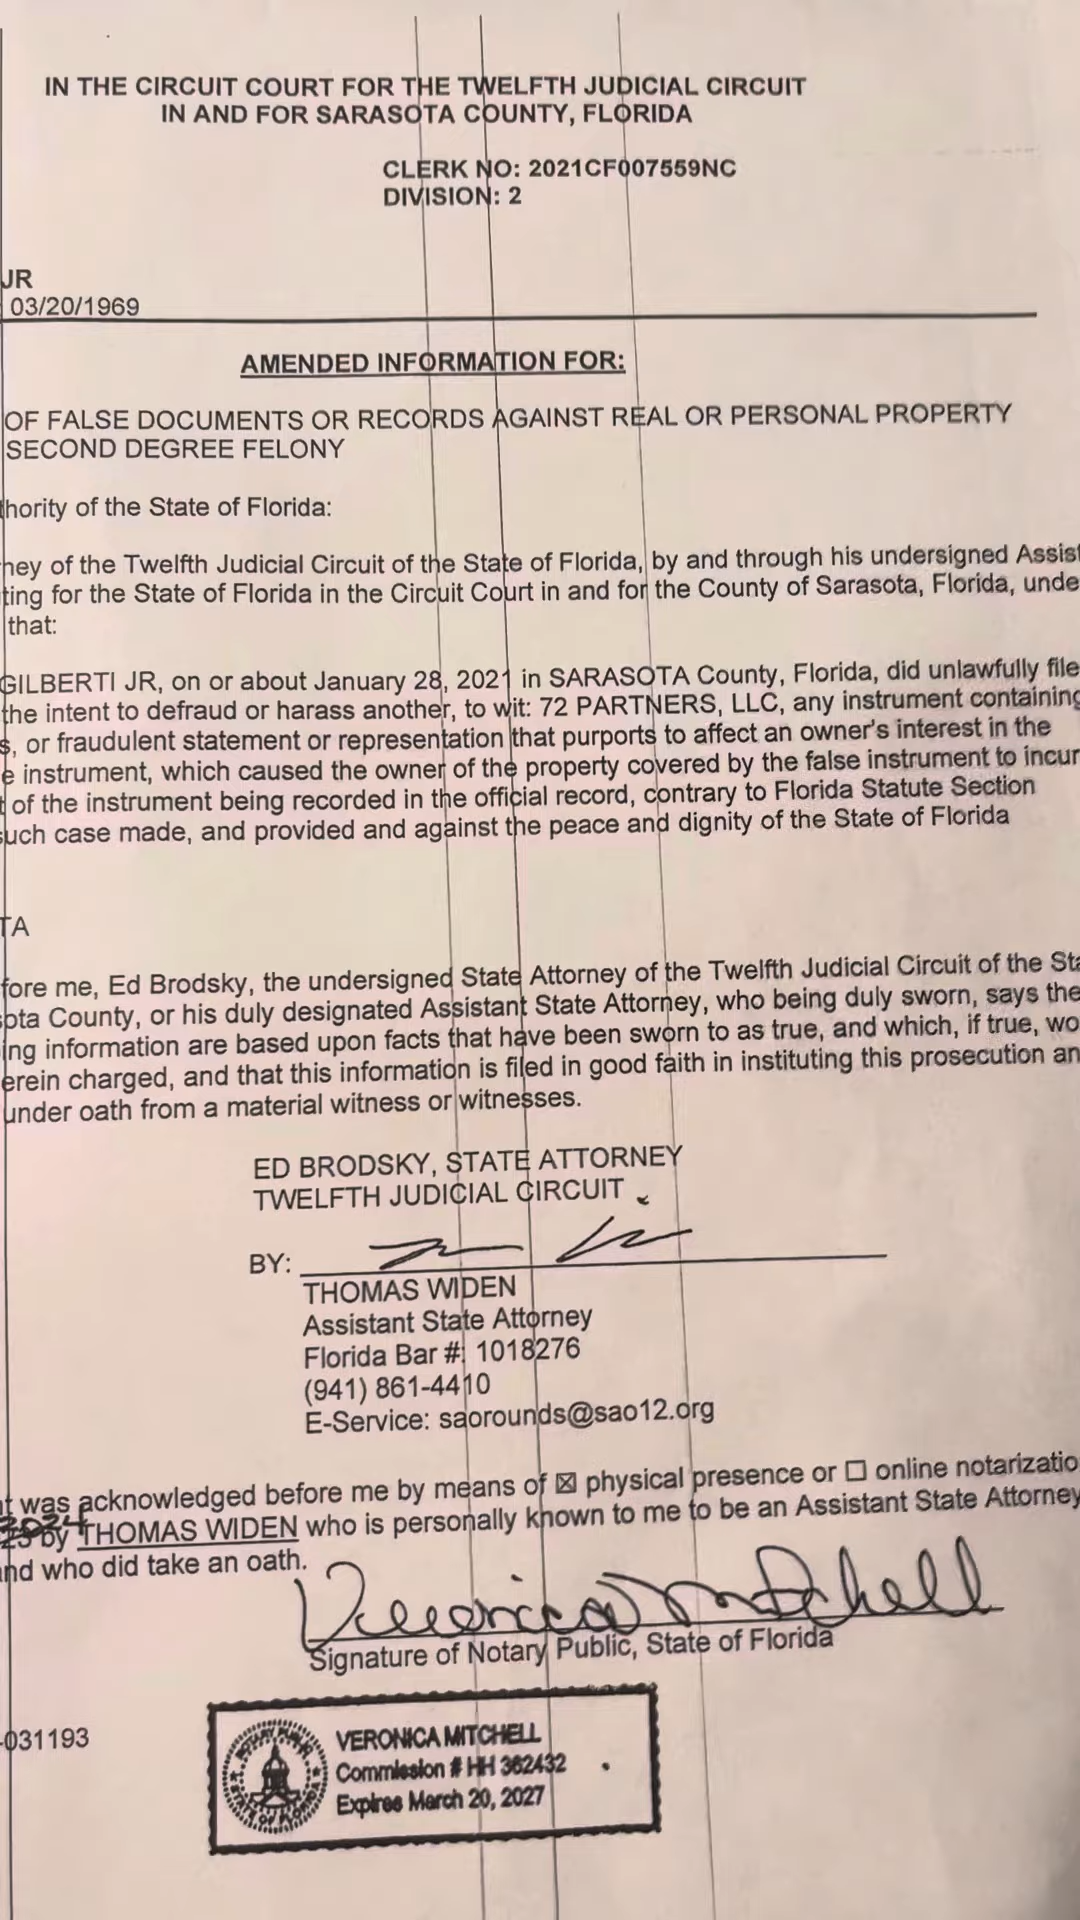 IN THE CIRCUIT COURT FOR THE TWELFTH JUDICIAL CIRCUIT
IN AND FOR SARASOTA COUNTY, FLORIDA
CLERK NO: 2021CF007559NC
DIVISION: 2
JR
03/20/1969
AMENDED INFORMATION FOR:
OF FALSE DOCUMENTS OR RECORDS AGAINST REAL OR PERSONAL PROPERTY
SECOND DEGREE FELONY
hority of the State of Florida:
ney of the Twelfth Judicial Circuit of the State of Florida, by and through his undersigned Assist
ting for the State of Florida in the Circuit Court in and for the County of Sarasota, Florida, unde
that:
GILBERTI JR, on or about January 28, 2021 in SARASOTA County, Florida, did unlawfully file
the intent to defraud or harass another, to wit: 72 PARTNERS, LLC, any instrument containing
s, or fraudulent statement or representation that purports to affect an owner's interest in the
e instrument, which caused the owner of the property covered by the false instrument to incur
t of the instrument being recorded in the official record, contrary to Florida Statute Section
uch case made, and provided and against the peace and dignity of the State of Florida
TA
fore me, Ed Brodsky, the undersigned State Attorney of the Twelfth Judicial Circuit of the Sta
ota County, or his duly designated Assistant State Attorney, who being duly sworn, says the
ing information are based upon facts that have been sworn to as true, and which, if true, wo
erein charged, and that this information is filed in good faith in instituting this prosecution an
under oath from a material witness or witnesses.
ED BRODSKY, STATE ATTORNEY
TWELFTH JUDICIAL CIRCUIT
BY:
THOMAS WIDEN
Assistant State Attorney
Florida Bar #: 1018276
(941) 861-4410
E-Service: saorounds@sao12.org
t was acknowledged before me by means of ☒ physical presence or ☐ online notarizatio
2024
by THOMAS WIDEN who is personally known to me to be an Assistant State Attorney
nd who did take an oath.
Veronica Mitchell
Signature of Notary Public, State of Florida
-031193
NOTARY PUBLIC
STATE OF FLORIDA
VERONICA MITCHELL
Commission # HH 362432
Expires March 20, 2027